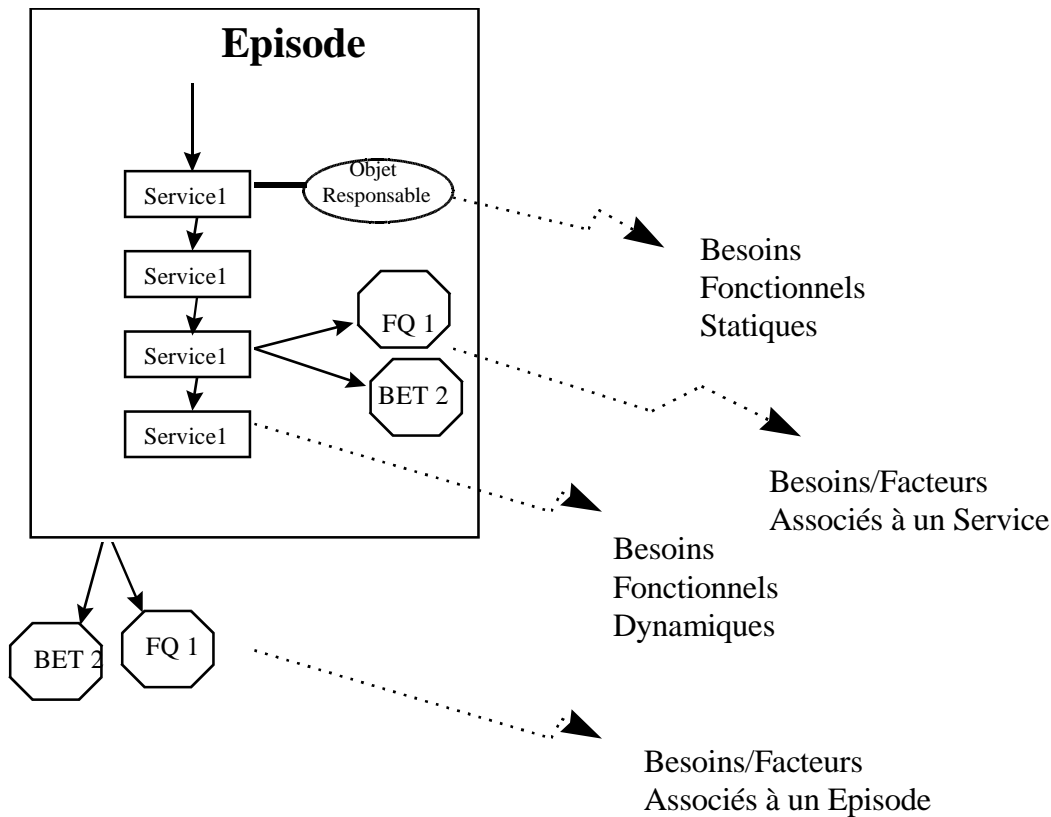 Episode
Service1
Objet
Responsable
Service1
Service1
FQ 1
BET 2
Service1
Besoins
Fonctionnels
Statiques
Besoins/Facteurs
Associés à un Service
Besoins
Fonctionnels
Dynamiques
BET 2
FQ 1
Besoins/Facteurs
Associés à un Episode